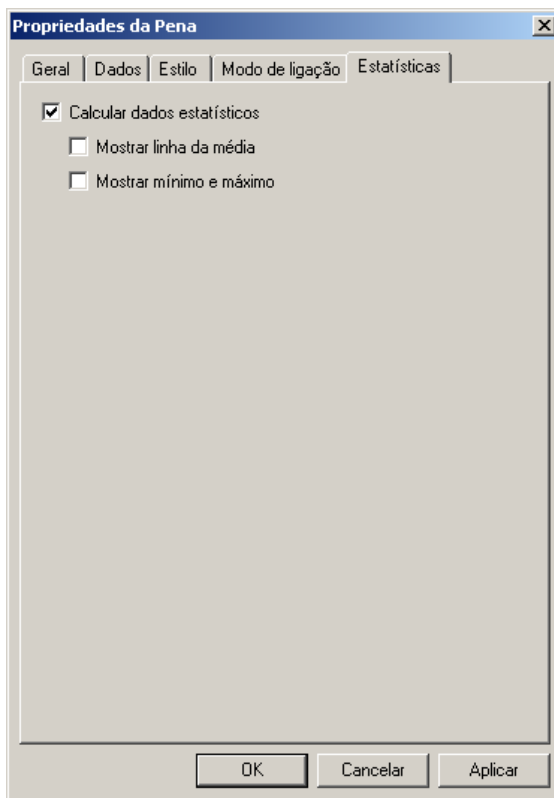 Propriedades da Pena
Geral Dados Estilo Modo de ligação Estatísticas
Calcular dados estatísticos
Mostrar linha da média
Mostrar mínimo e máximo
OK Cancelar Aplicar